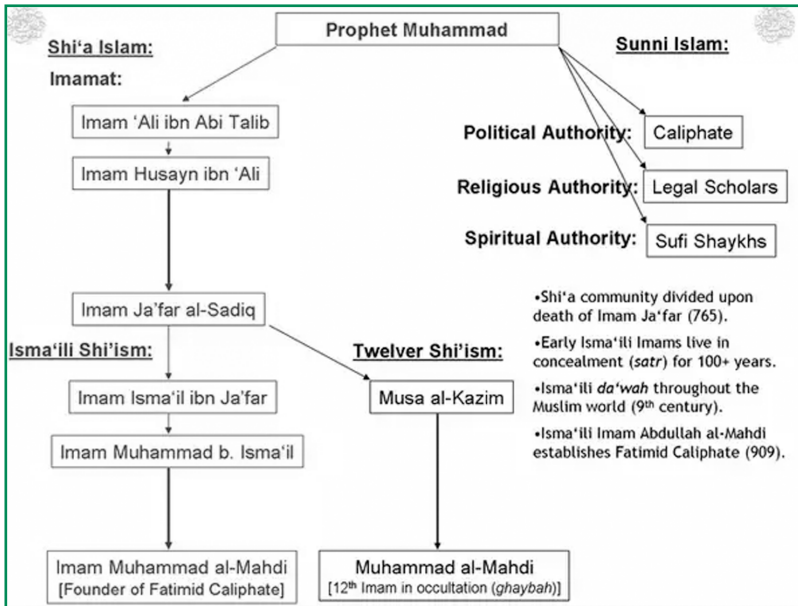 Prophet Muhammad
Shi‘a Islam:
Imamat:
Imam ‘Ali ibn Abi Talib
Imam Husayn ibn ‘Ali
Imam Ja’far al-Sadiq
Isma‘ili Shi’ism:
Imam Isma‘il ibn Ja’far
Imam Muhammad b. Isma‘il
Imam Muhammad al-Mahdi
[Founder of Fatimid Caliphate]
Twelver Shi’ism:
Musa al-Kazim
Muhammad al-Mahdi
[12th Imam in occultation (ghaybah)]
Sunni Islam:
Political Authority: Caliphate
Religious Authority: Legal Scholars
Spiritual Authority: Sufi Shaykhs
•Shi‘a community divided upon
death of Imam Ja‘far (765).
•Early Isma‘ili Imams live in
concealment (satr) for 100+ years.
•Isma‘ili da‘wah throughout the
Muslim world (9th century).
•Isma‘ili Imam Abdullah al-Mahdi
establishes Fatimid Caliphate (909).